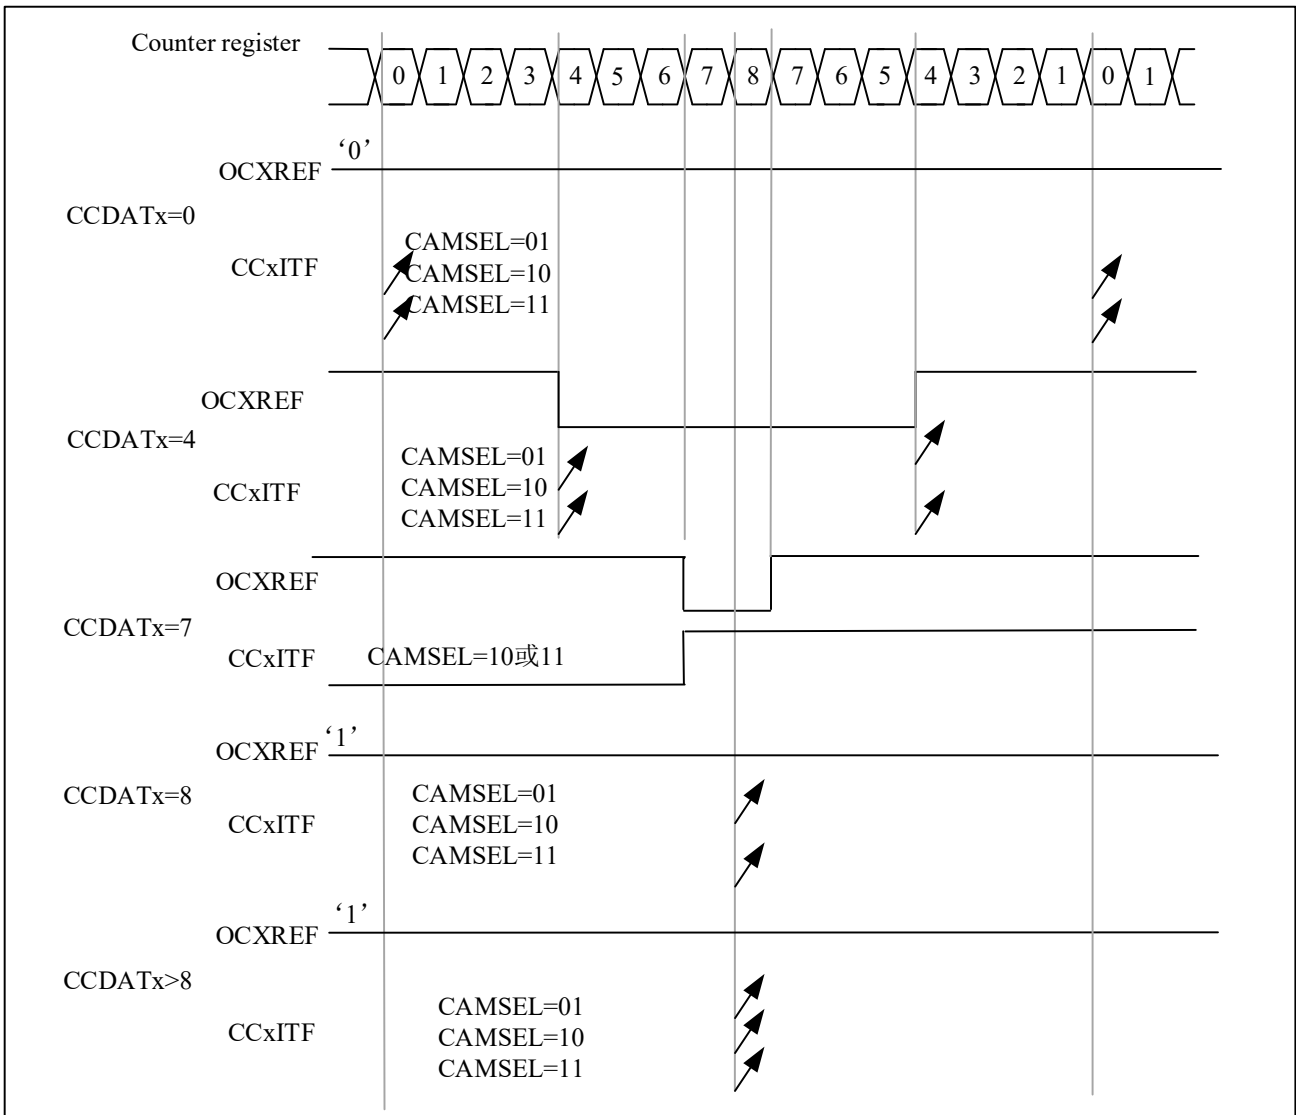 Counter register
0 1 2 3 4 5 6 7 8 7 6 5 4 3 2 1 0 1
‘0’
OCXREF
CCDATx=0
CAMSEL=01
CCxITF
CAMSEL=10
CAMSEL=11
OCXREF
CCDATx=4
CAMSEL=01
CCxITF
CAMSEL=10
CAMSEL=11
OCXREF
CCDATx=7
CCxITF
CAMSEL=10或11
‘1’
OCXREF
CCDATx=8
CAMSEL=01
CCxITF
CAMSEL=10
CAMSEL=11
‘1’
OCXREF
CCDATx>8
CAMSEL=01
CCxITF
CAMSEL=10
CAMSEL=11